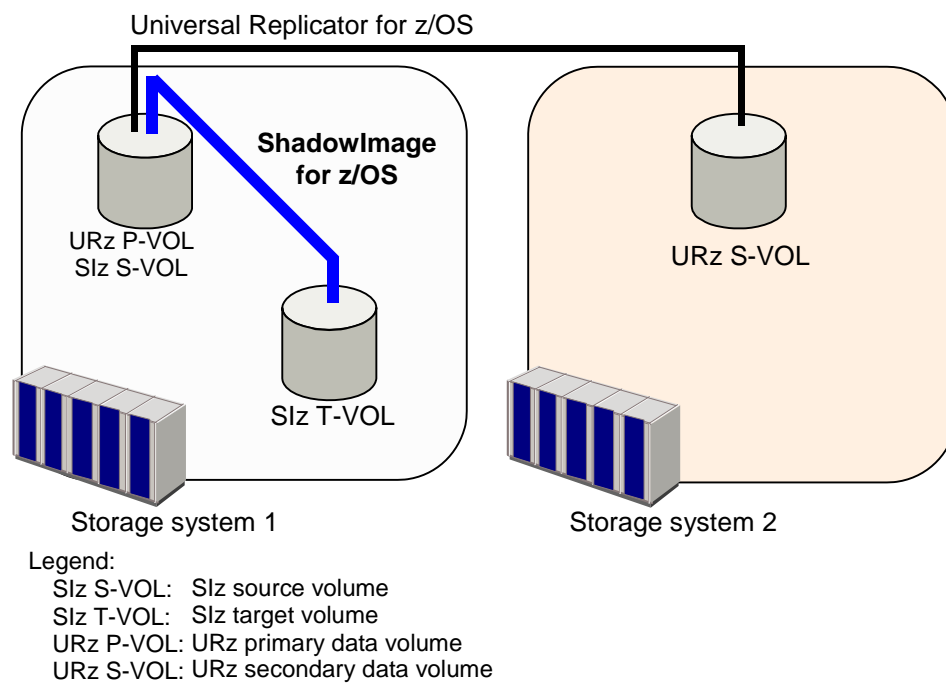 Universal Replicator for z/OS
ShadowImage
for z/OS
URz P-VOL
SIz S-VOL
URz S-VOL
SIz T-VOL
Storage system 1
Storage system 2
Legend:
SIz S-VOL: SIz source volume
SIz T-VOL: SIz target volume
URz P-VOL: URz primary data volume
URz S-VOL: URz secondary data volume